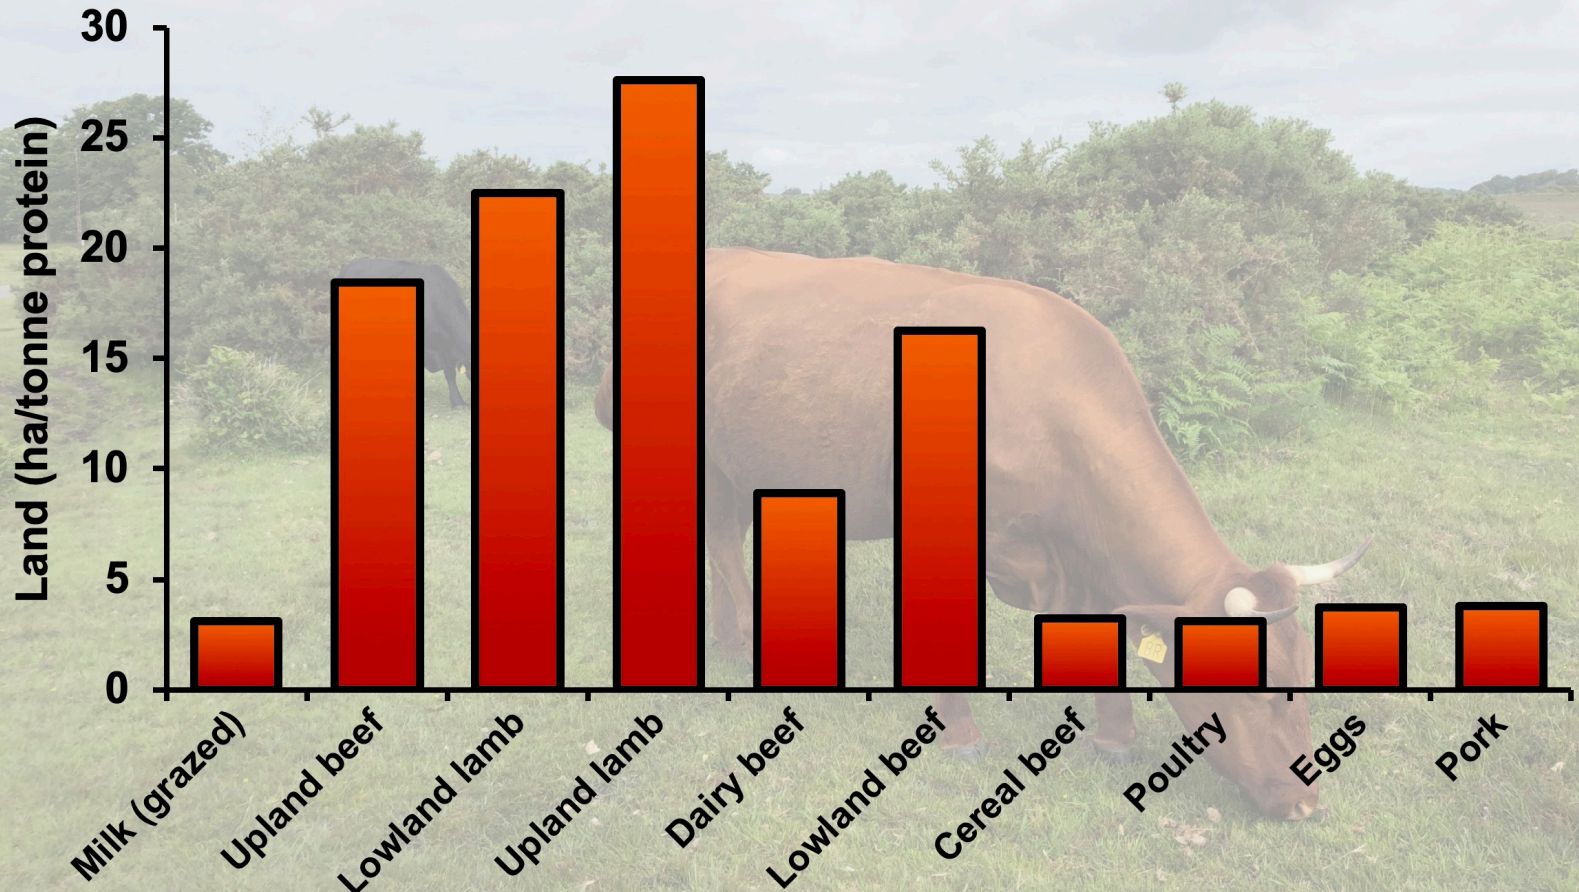 Land (ha/tonne protein)
30
25
20
15
10
5
0
Milk (grazed)
Upland beef
Lowland lamb
Upland lamb
Dairy beef
Lowland beef
Cereal beef
Poultry
Eggs
Pork